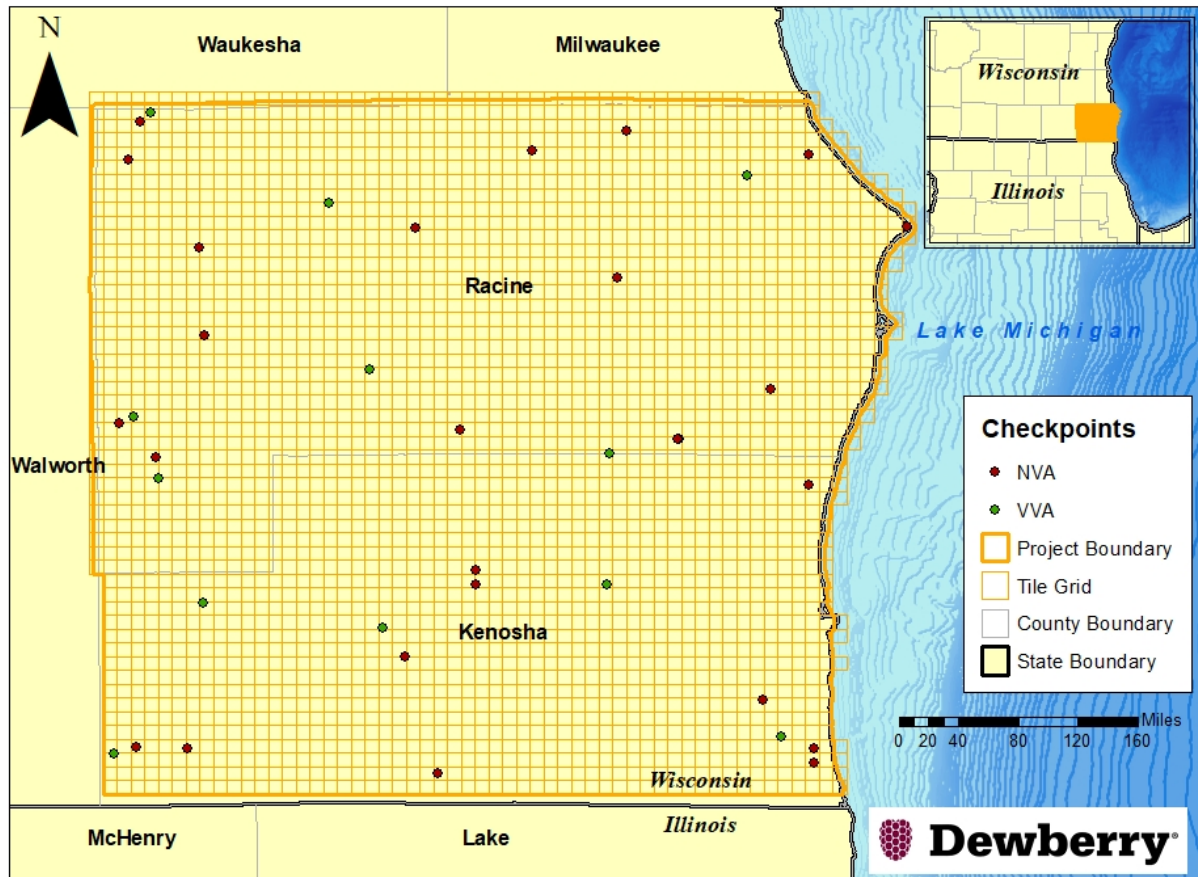 N
Waukesha
Milwaukee
Wisconsin
Illinois
Racine
Lake Michigan
Walworth
Kenosha
Checkpoints
NVA
VVA
Project Boundary
Tile Grid
County Boundary
State Boundary
Miles
0 20 40 80 120 160
Wisconsin
Illinois
McHenry
Lake
Dewberry®